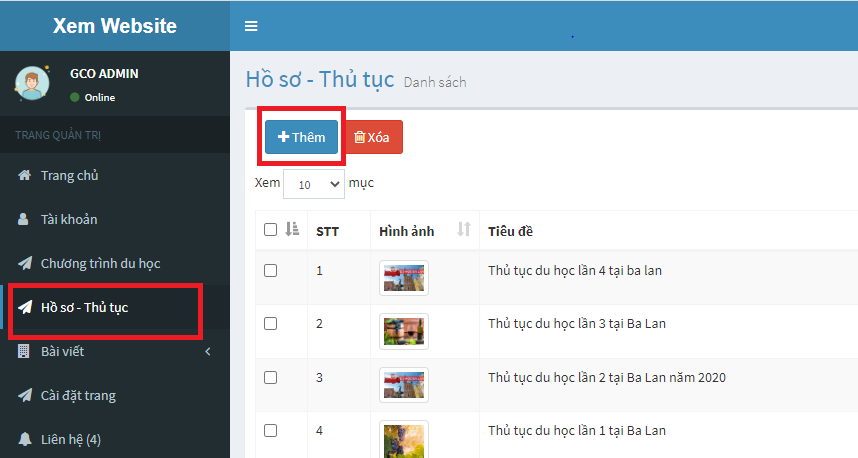 Xem Website
GCO ADMIN
Online
TRANG QUẢN TRỊ
Trang chủ
Tài khoản
Chương trình du học
Hồ sơ - Thủ tục
Bài viết
Cài đặt trang
Liên hệ (4)
Hồ sơ - Thủ tục Danh sách
Thêm Xóa
Xem 10 mục
STT Hình ảnh Tiêu đề
1 Thủ tục du học lần 4 tại ba lan
2 Thủ tục du học lần 3 tại Ba Lan
3 Thủ tục du học lần 2 tại Ba Lan năm 2020
4 Thủ tục du học lần 1 tại Ba Lan